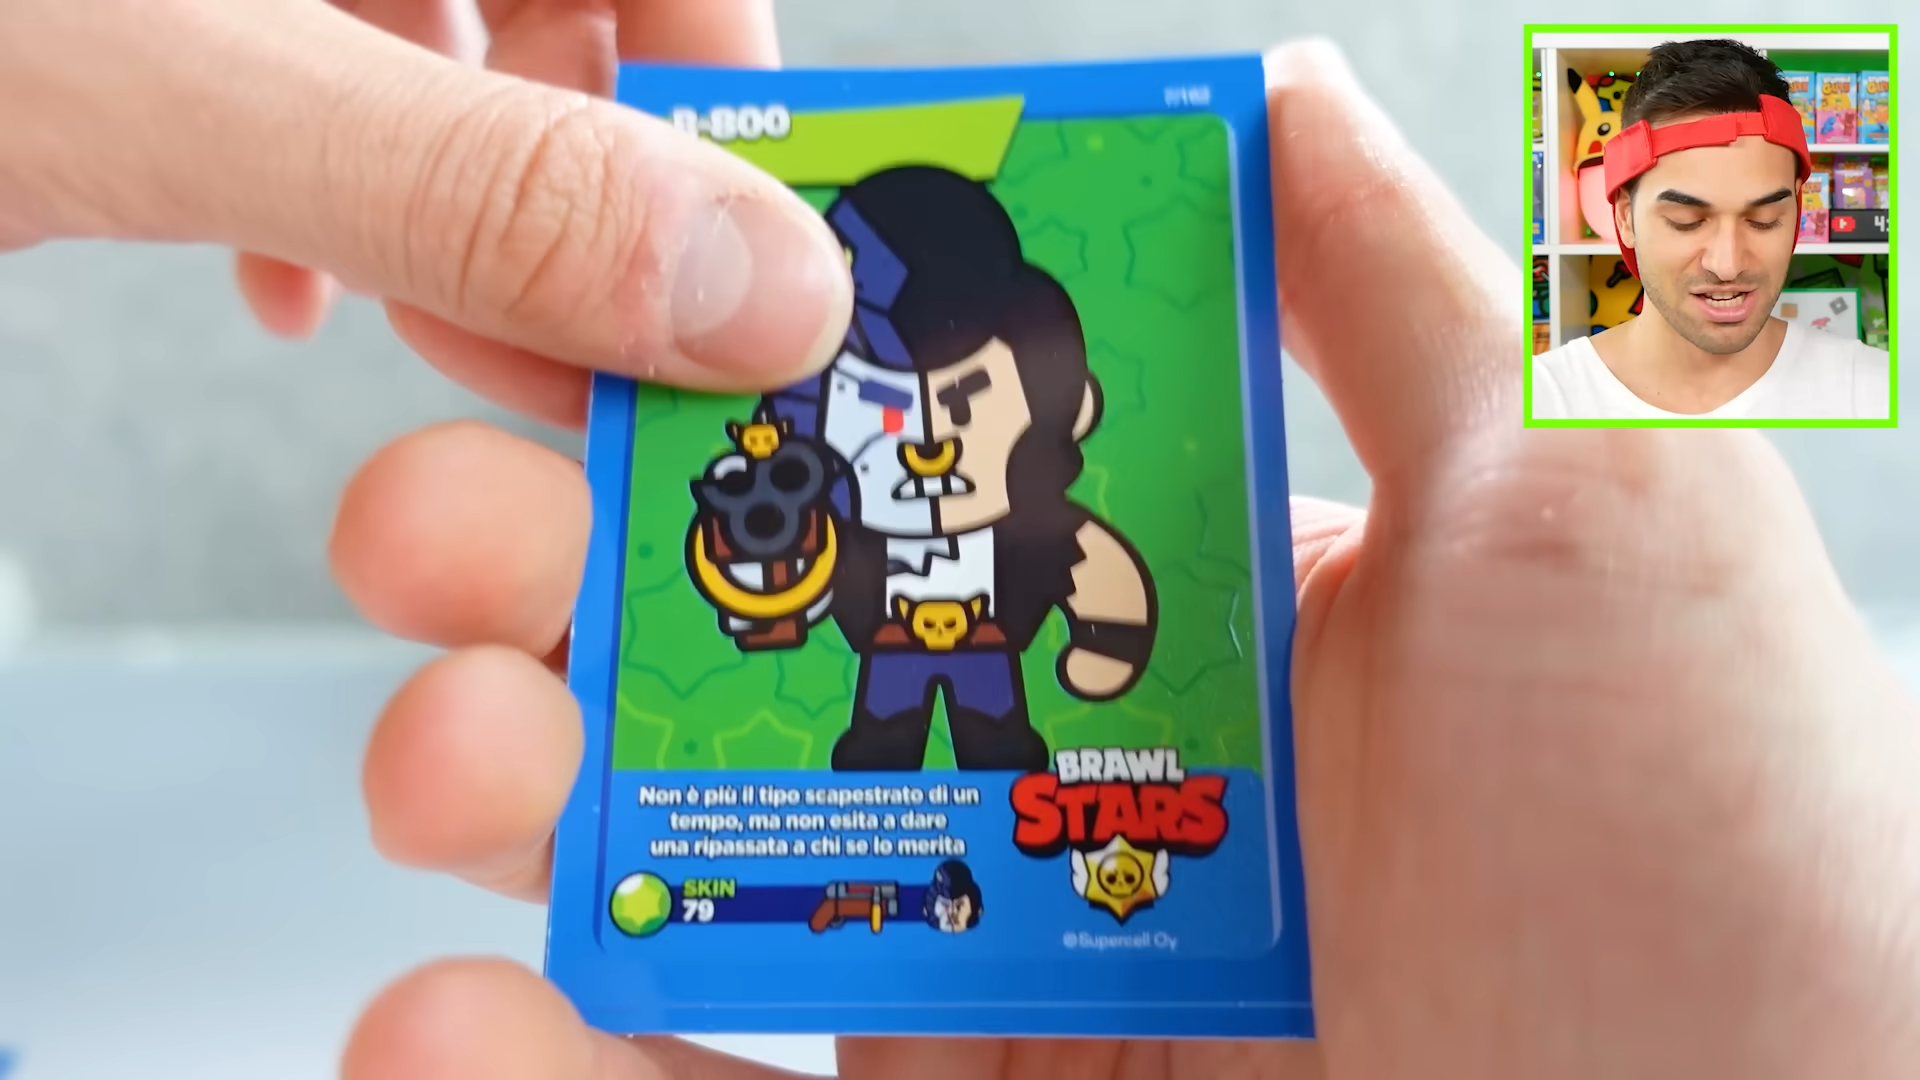 B-800
Non è più il tipo scapestrato di un
tempo, ma non esita a dare
una ripassata a chi se lo merita
SKIN
79
BRAWL
STARS
©Supercell Oy